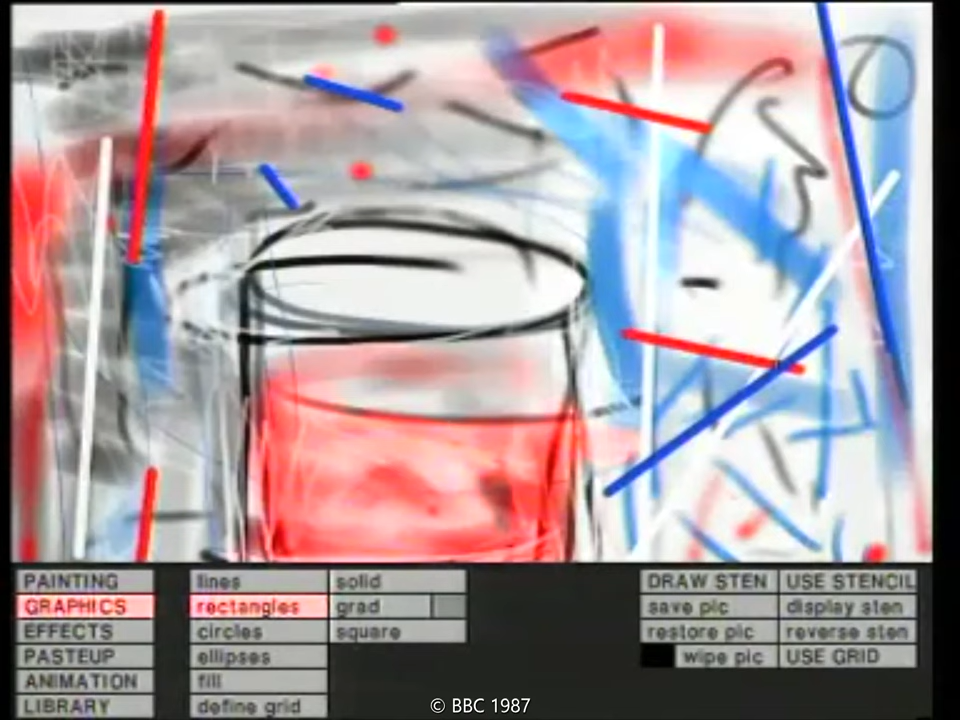 PAINTING
GRAPHICS
EFFECTS
PASTEUP
ANIMATION
LIBRARY
lines
rectangles
circles
ellipses
fill
define grid
solid
grad
square
DRAW STEN
save pic
restore pic
wipe pic
USE STENCIL
display sten
reverse sten
USE GRID
© BBC 1987